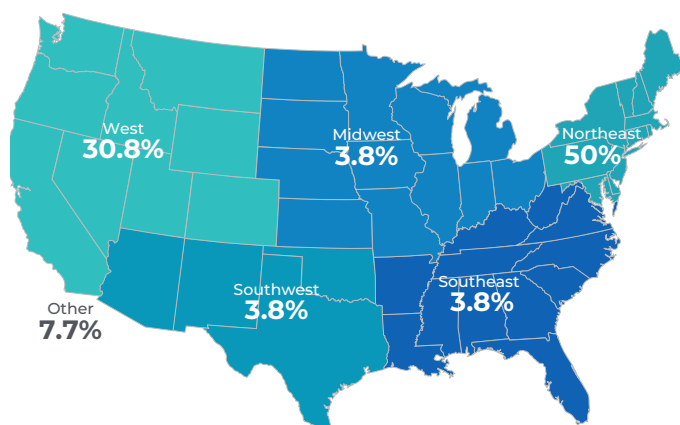 West
30.8%
Midwest
3.8%
Northeast
50%
Southwest
3.8%
Southeast
3.8%
Other
7.7%